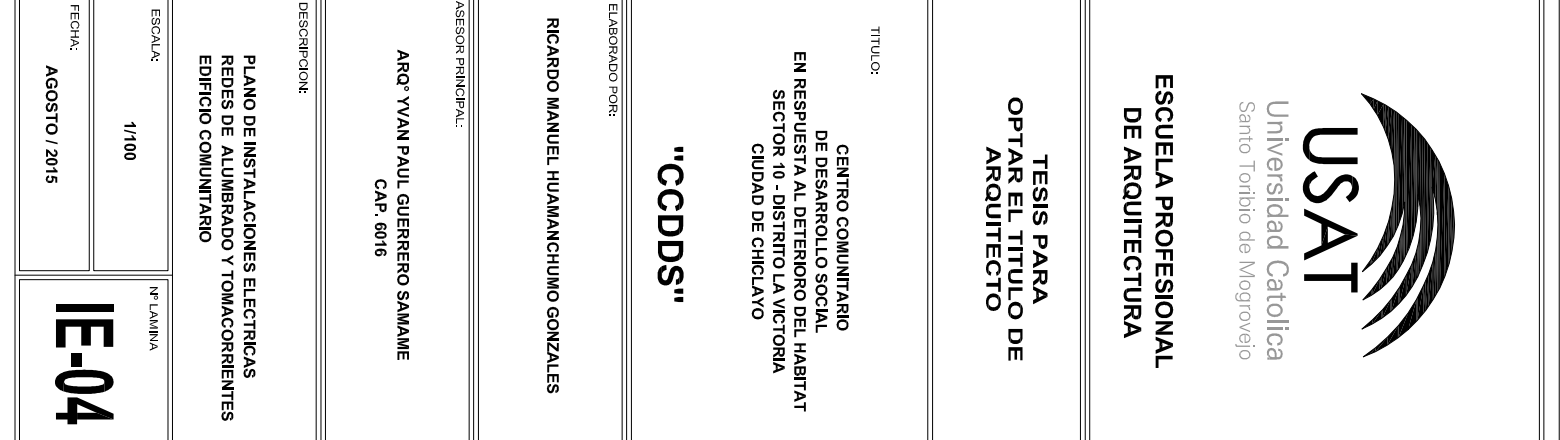 USAT
Universidad Catolica
Santo Toribio de Mogrovejo
ESCUELA PROFESIONAL
DE ARQUITECTURA
TESIS PARA
OPTAR EL TITULO DE
ARQUITECTO
TITULO:
CENTRO COMUNITARIO
DE DESARROLLO SOCIAL
EN RESPUESTA AL DETERIORO DEL HABITAT
SECTOR 10 - DISTRITO LA VICTORIA
CIUDAD DE CHICLAYO
"CCDDS"
ELABORADO POR:
RICARDO MANUEL HUAMANCHUMO GONZALES
ASESOR PRINCIPAL:
ARQ° YVAN PAUL GUERRERO SAMAME
CAP. 6016
DESCRIPCION:
PLANO DE INSTALACIONES ELECTRICAS
REDES DE ALUMBRADO Y TOMACORRIENTES
EDIFICIO COMUNITARIO
ESCALA:
1/100
FECHA:
AGOSTO / 2015
N° LAMINA
IE-04